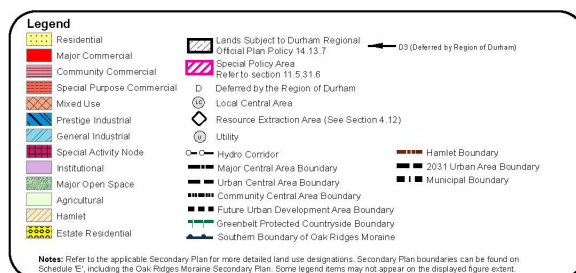 Legend
Residential
Major Commercial
Community Commercial
Special Purpose Commercial
Mixed Use
Prestige Industrial
General Industrial
Special Activity Node
Institutional
Major Open Space
Agricultural
Hamlet
Estate Residential
Lands Subject to Durham Regional
Official Plan Policy 14.13.7
D3 (Deferred by Region of Durham)
Special Policy Area
Refer to section 11.5.31.6
D Deferred by the Region of Durham
LC Local Central Area
Resource Extraction Area (See Section 4.12)
U Utility
Hydro Corridor
Major Central Area Boundary
Urban Central Area Boundary
Community Central Area Boundary
Future Urban Development Area Boundary
Greenbelt Protected Countryside Boundary
Southern Boundary of Oak Ridges Moraine
Hamlet Boundary
2031 Urban Area Boundary
Municipal Boundary
Notes: Refer to the applicable Secondary Plan for more detailed land use designations. Secondary Plan boundaries can be found on
Schedule 'E', including the Oak Ridges Moraine Secondary Plan. Some legend items may not appear on the displayed figure extent.